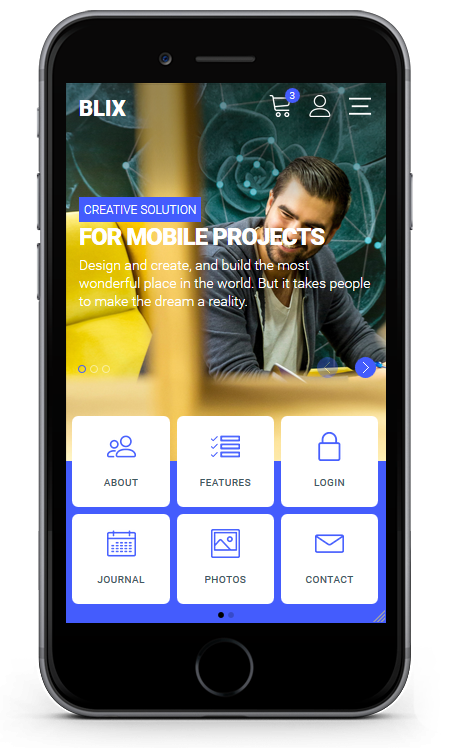 BLIX
3
CREATIVE SOLUTION
FOR MOBILE PROJECTS
Design and create, and build the most
wonderful place in the world. But it takes people
to make the dream a reality.
ABOUT
FEATURES
LOGIN
JOURNAL
PHOTOS
CONTACT